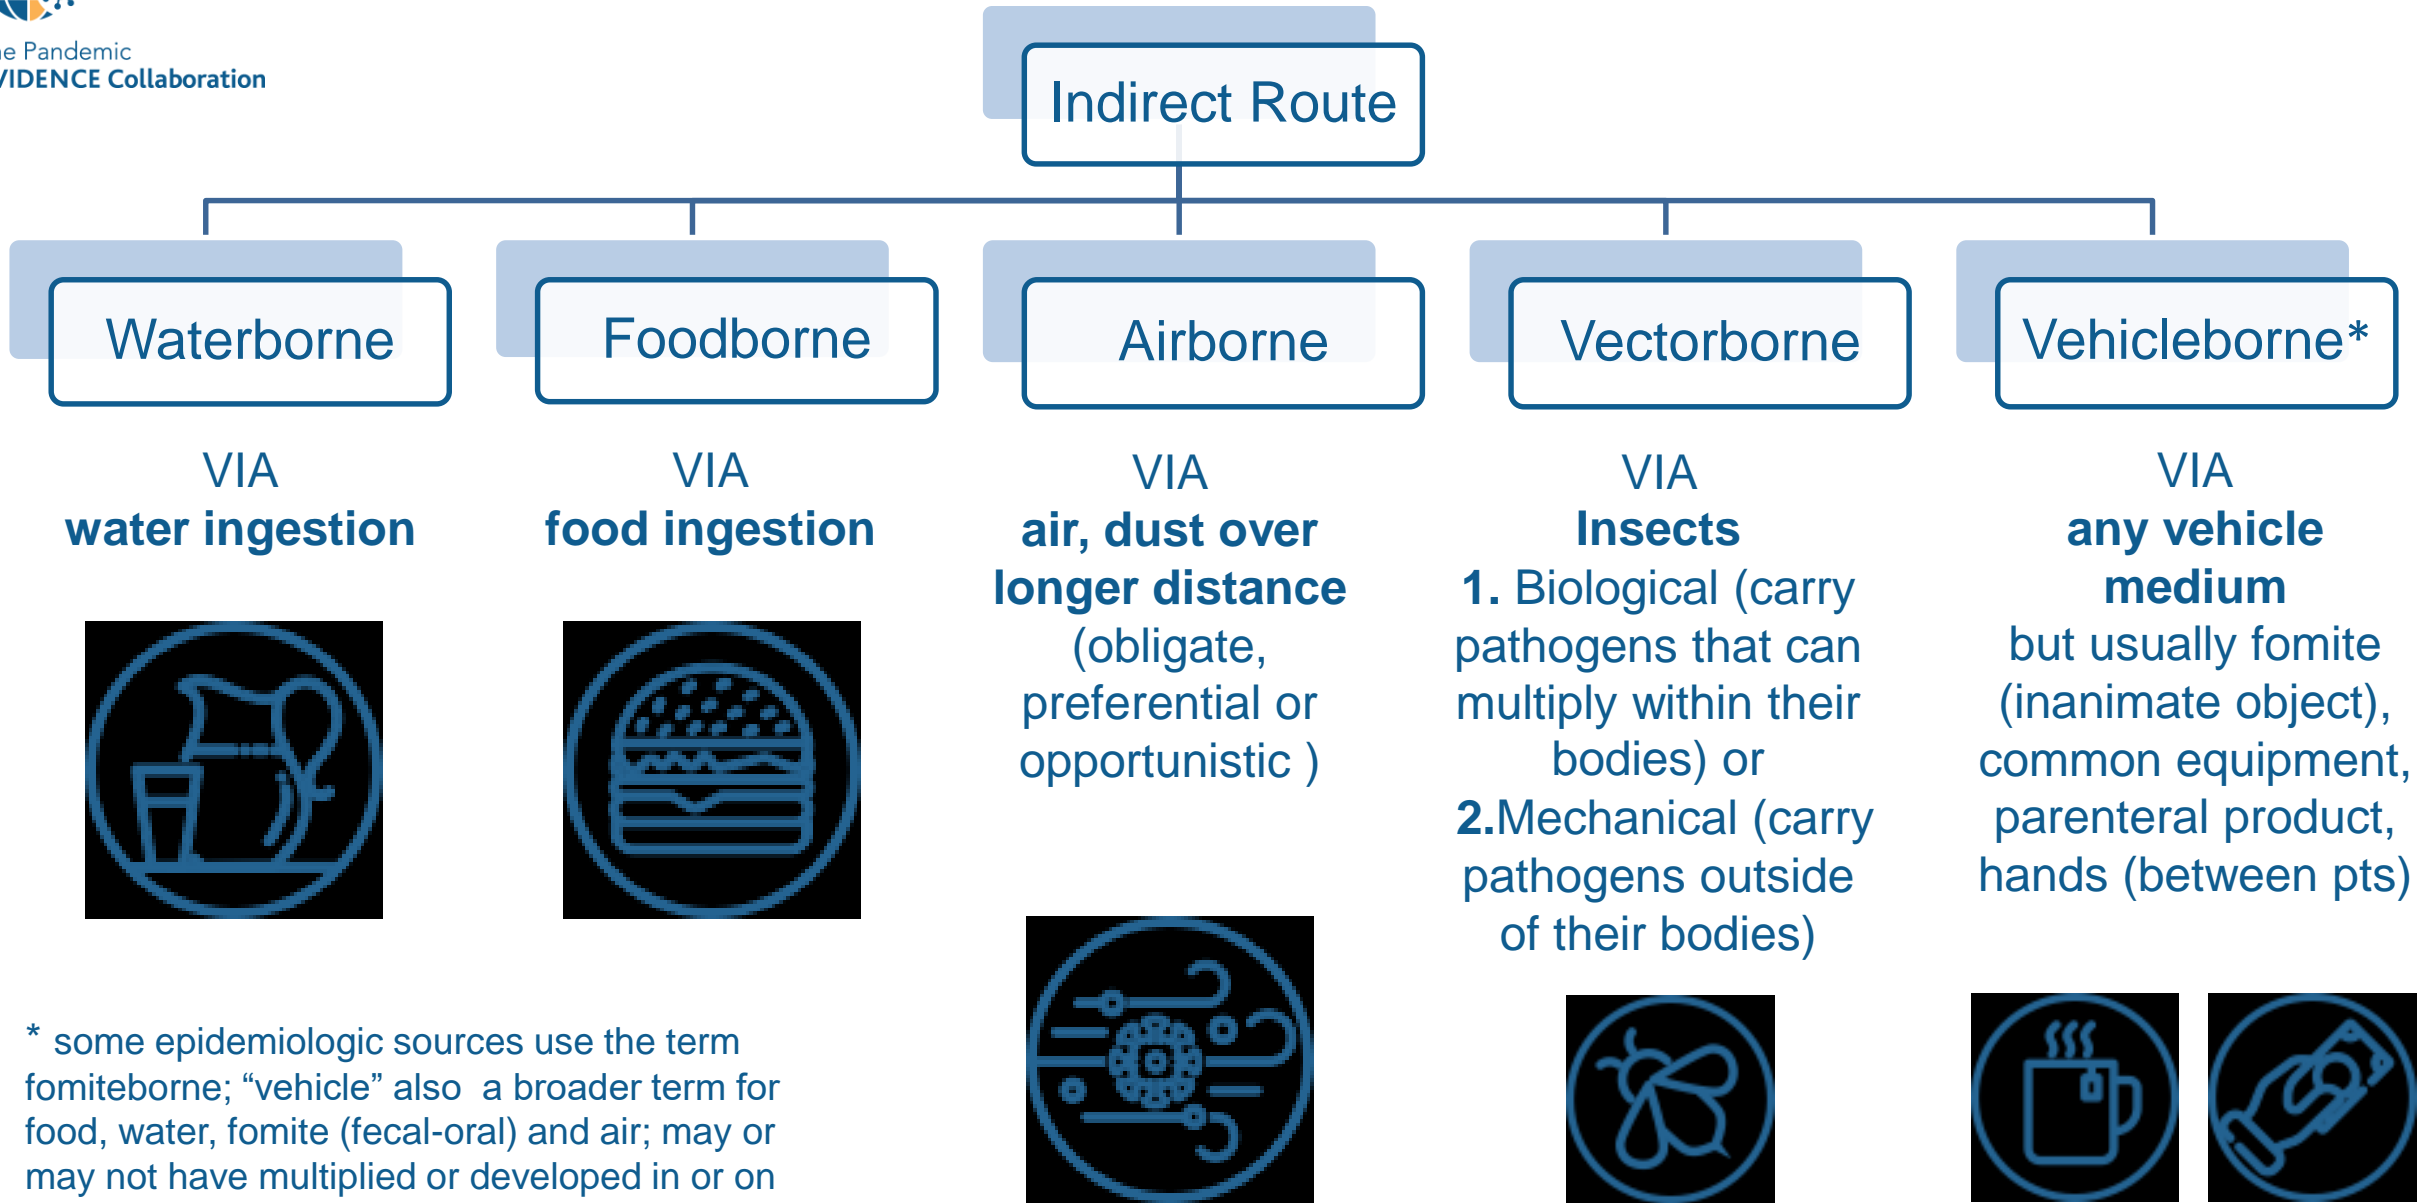 he Pandemic
VIDENCE Collaboration
Indirect Route
Waterborne
Foodborne
Airborne
Vectorborne
Vehicleborne*
VIA
water ingestion
VIA
food ingestion
VIA
air, dust over
longer distance
(obligate,
preferential or
opportunistic )
VIA
Insects
1. Biological (carry
pathogens that can
multiply within their
bodies) or
2.Mechanical (carry
pathogens outside
of their bodies)
VIA
any vehicle
medium
but usually fomite
(inanimate object),
common equipment,
parenteral product,
hands (between pts)
* some epidemiologic sources use the term
fomiteborne; “vehicle” also  a broader term for
food, water, fomite (fecal-oral) and air; may or
may not have multiplied or developed in or on